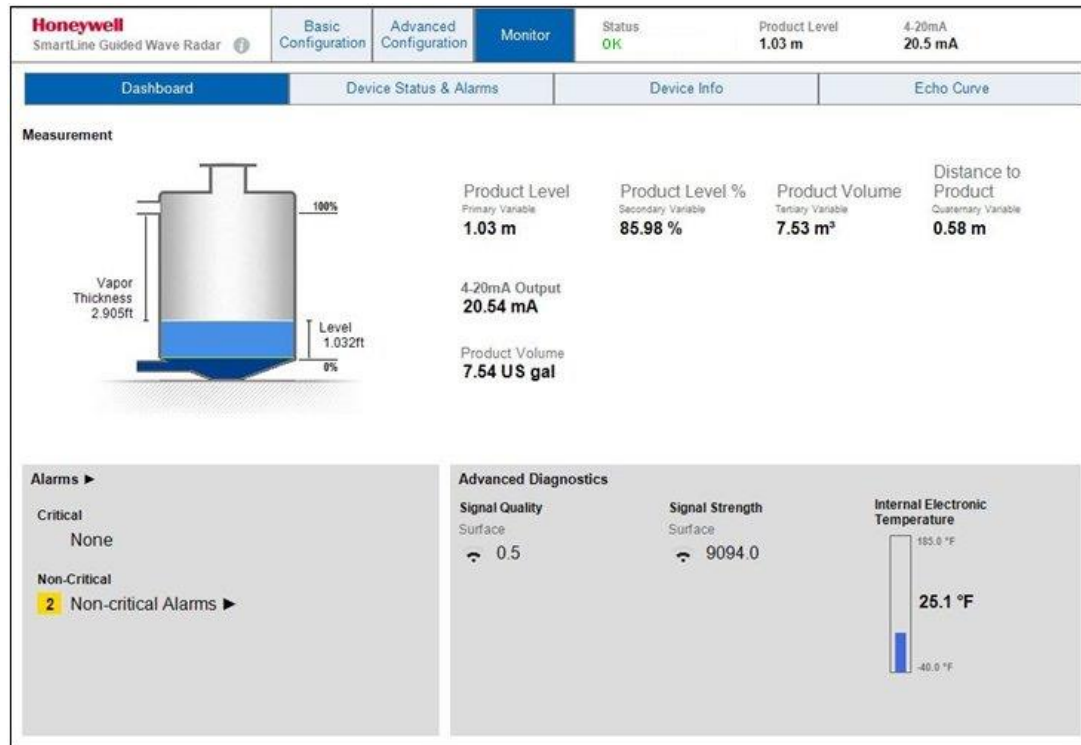 Honeywell
SmartLine Guided Wave Radar
Basic Configuration
Advanced Configuration
Monitor
Status
OK
Product Level
1.03 m
4-20mA
20.5 mA
Dashboard
Device Status & Alarms
Device Info
Echo Curve
Measurement
100%
Vapor
Thickness
2.905ft
Level
1.032ft
0%
Product Level
Primary Variable
1.03 m
Product Level %
Secondary Variable
85.98 %
Product Volume
Tertiary Variable
7.53 m³
Distance to
Product
Quaternary Variable
0.58 m
4-20mA Output
20.54 mA
Product Volume
7.54 US gal
Alarms ►
Critical
None
Non-Critical
2 Non-critical Alarms ►
Advanced Diagnostics
Signal Quality
Surface
0.5
Signal Strength
Surface
9094.0
Internal Electronic
Temperature
185.0 °F
25.1 °F
-40.0 °F